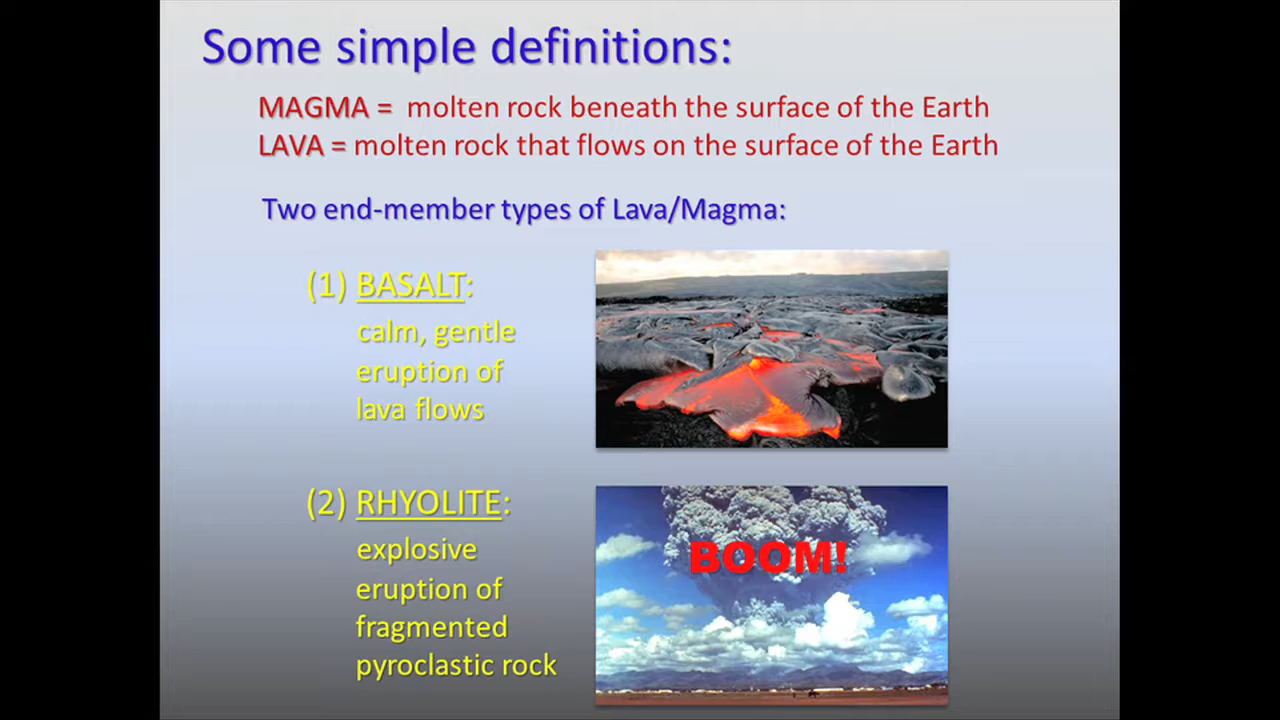 Some simple definitions:
MAGMA = molten rock beneath the surface of the Earth
LAVA = molten rock that flows on the surface of the Earth
Two end-member types of Lava/Magma:
(1) BASALT:
calm, gentle
eruption of
lava flows
(2) RHYOLITE:
explosive
eruption of
fragmented
pyroclastic rock
BOOM!